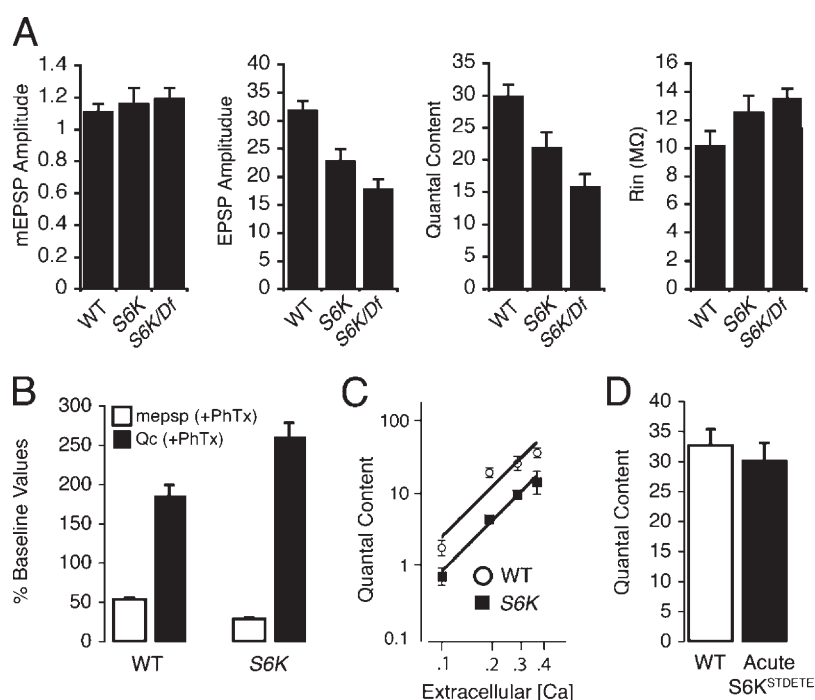 A
mEPSP Amplitude
1.4
1.2
1
0.8
0.6
0.4
0.2
0
WT
S6K
S6K/Df
EPSP Amplitudue
40
35
30
25
20
15
10
5
0
WT
S6K
S6K/Df
Quantal Content
35
30
25
20
15
10
5
0
WT
S6K
S6K/Df
Rin (MΩ)
16
14
12
10
8
6
4
2
0
WT
S6K
S6K/Df
B
% Baseline Values
300
250
200
150
100
50
0
mepsp (+PhTx)
Qc (+PhTx)
WT
S6K
C
Quantal Content
100
10
1
0.1
WT
S6K
.1 .2 .3 .4
Extracellular [Ca]
D
Quantal Content
40
35
30
25
20
15
10
5
0
WT
Acute
S6KSTDETE